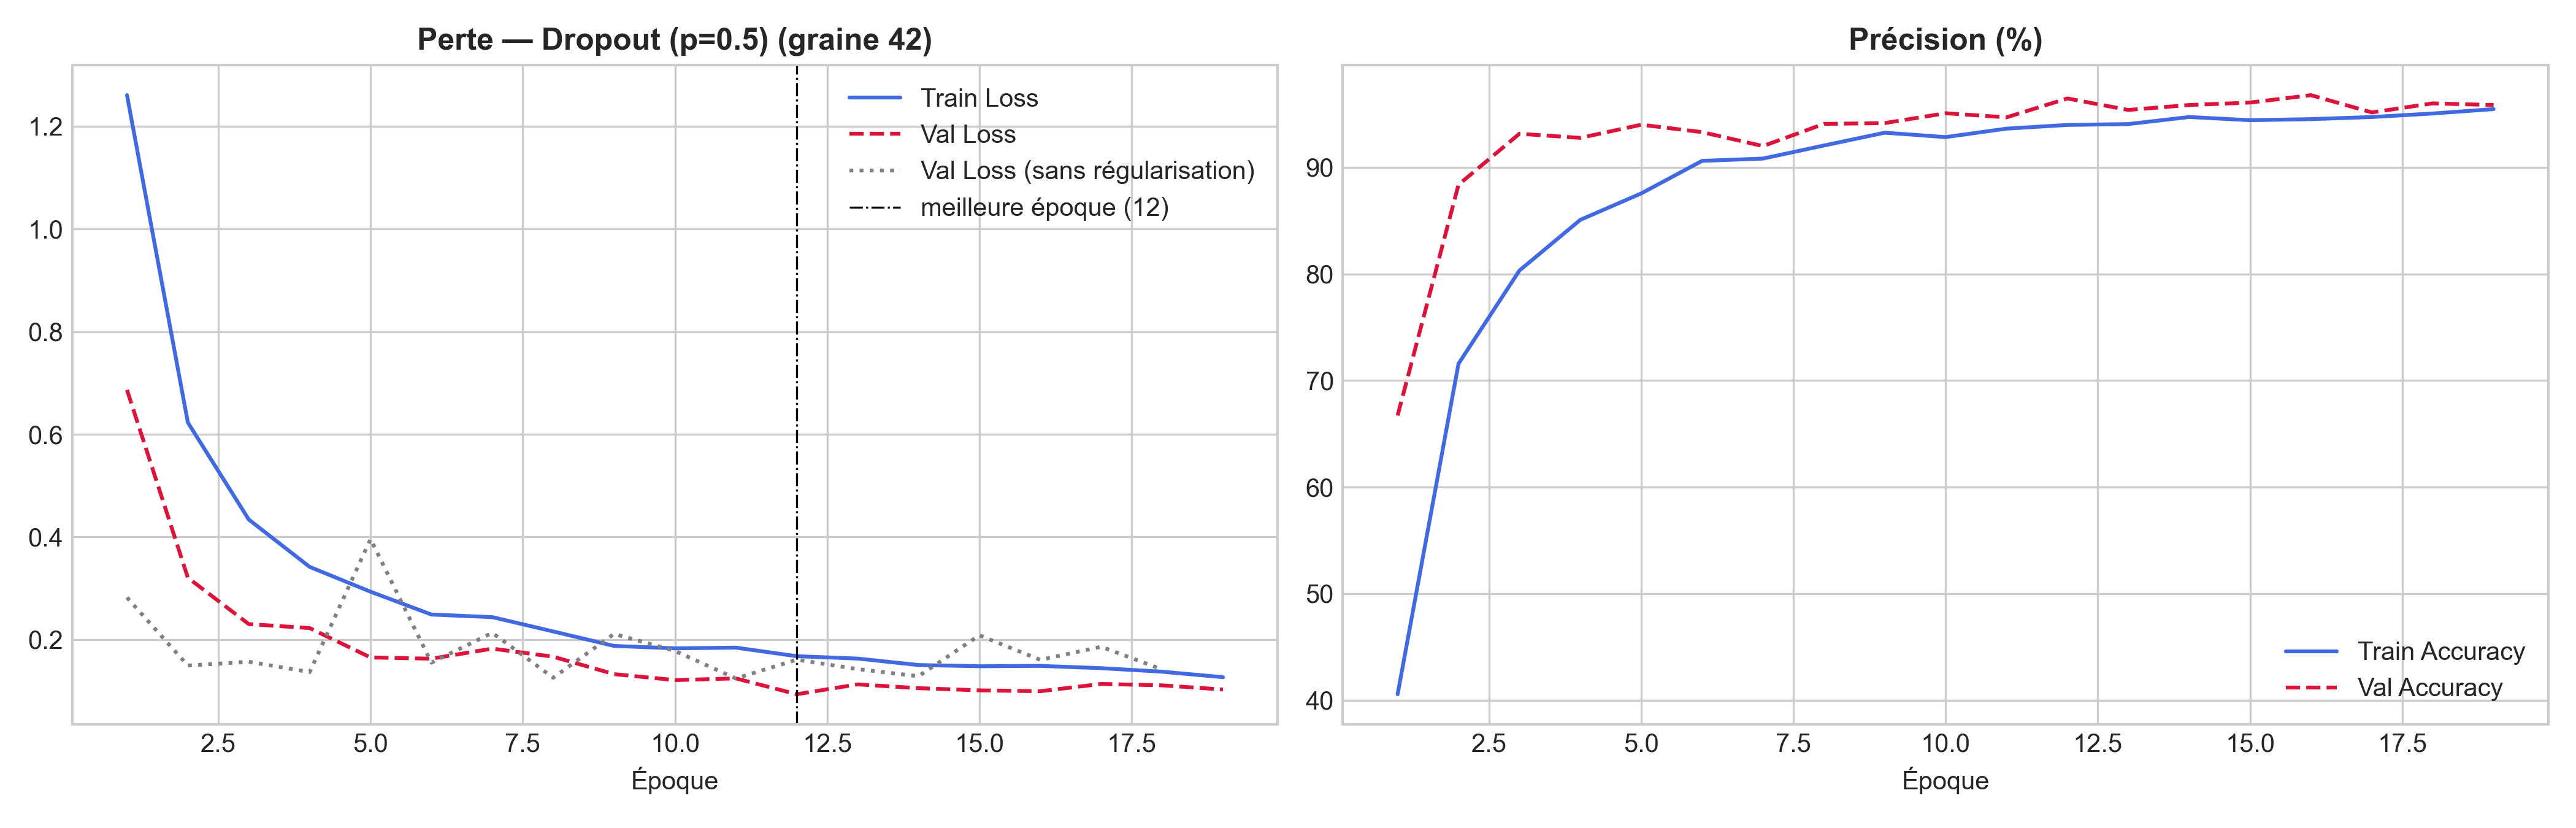 Perte — Dropout (p=0.5) (graine 42)
Train Loss
Val Loss
Val Loss (sans régularisation)
meilleure époque (12)
1.2
1.0
0.8
0.6
0.4
0.2
2.5 5.0 7.5 10.0 12.5 15.0 17.5
Époque
Précision (%)
90
80
70
60
50
40
Train Accuracy
Val Accuracy
2.5 5.0 7.5 10.0 12.5 15.0 17.5
Époque